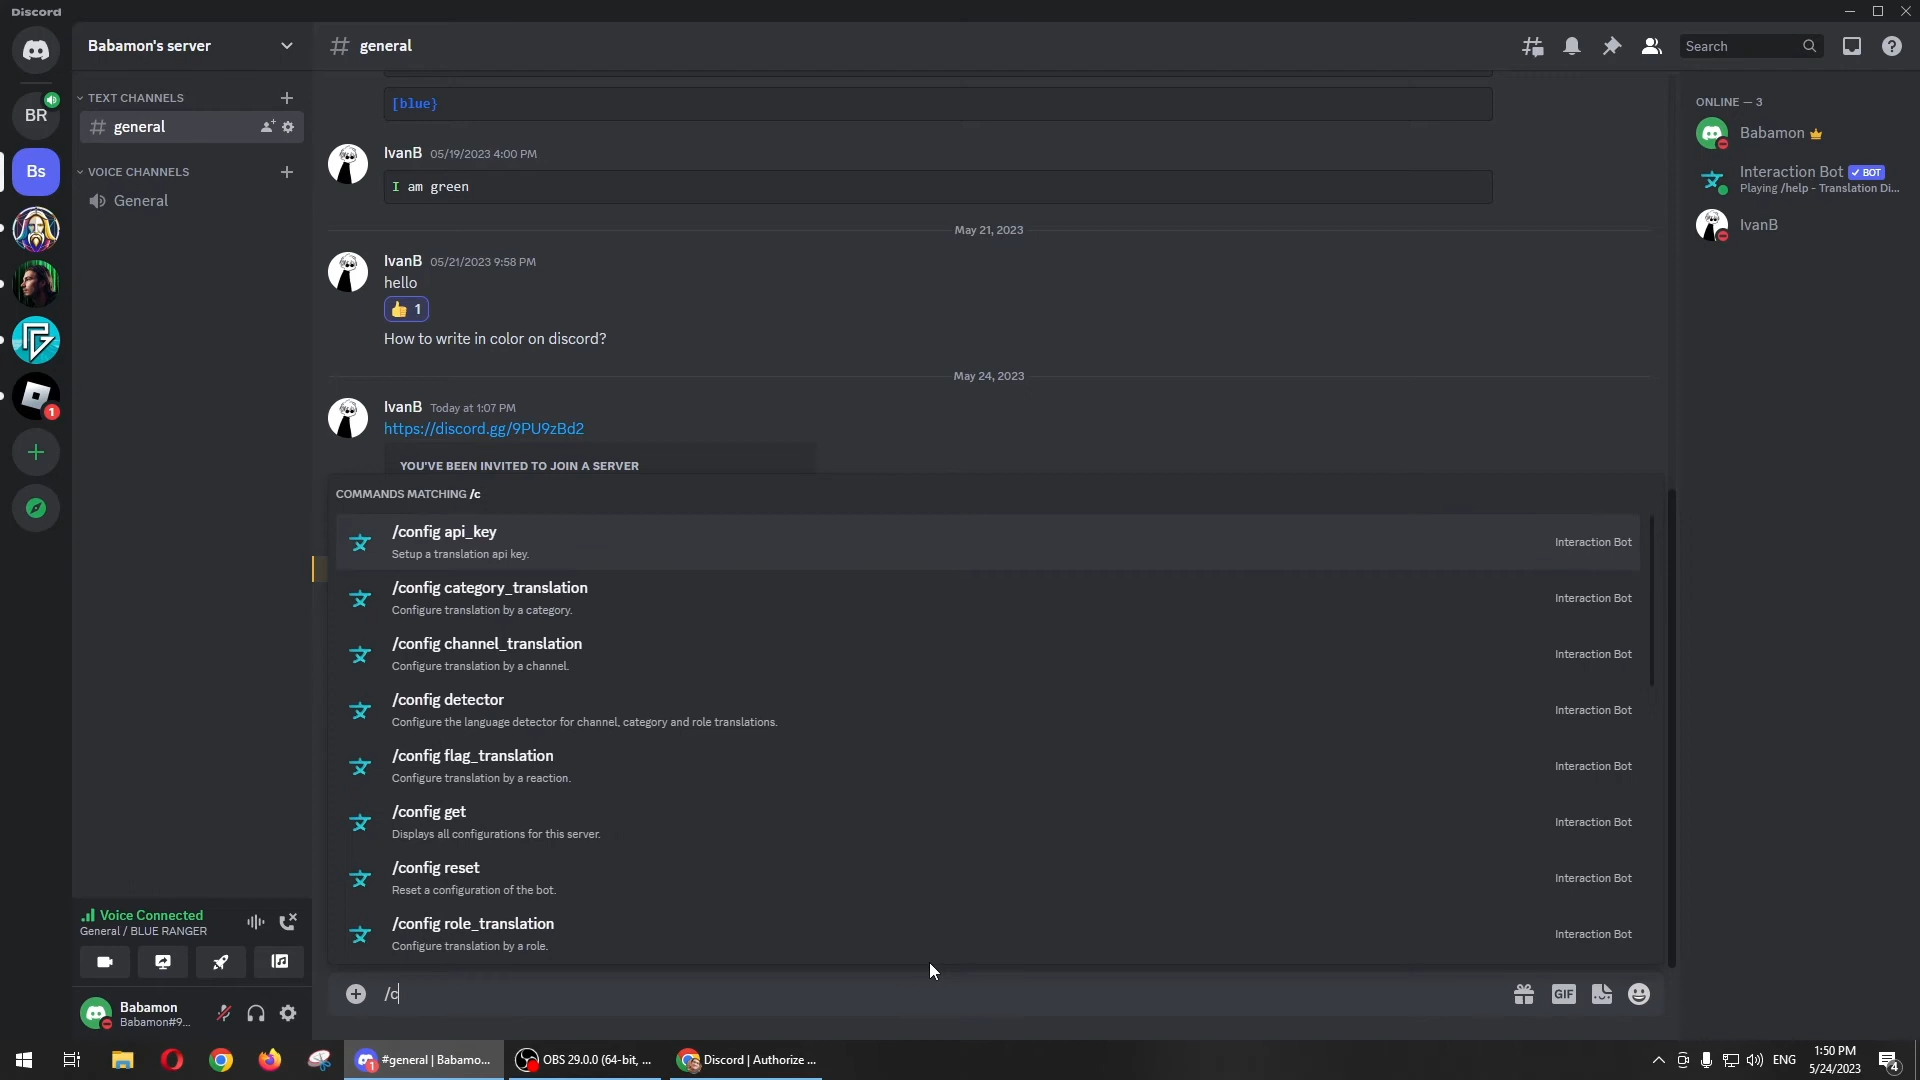 Discord
Babamon's server
general
Search
TEXT CHANNELS
general
VOICE CHANNELS
General
BR
Bs
1
[blue}
IvanB 05/19/2023 4:00 PM
I am green
May 21, 2023
IvanB 05/21/2023 9:58 PM
hello
1
How to write in color on discord?
May 24, 2023
IvanB Today at 1:07 PM
https://discord.gg/9PU9zBd2
YOU'VE BEEN INVITED TO JOIN A SERVER
COMMANDS MATCHING /c
/config api_key
Setup a translation api key.
Interaction Bot
/config category_translation
Configure translation by a category.
Interaction Bot
/config channel_translation
Configure translation by a channel.
Interaction Bot
/config detector
Configure the language detector for channel, category and role translations.
Interaction Bot
/config flag_translation
Configure translation by a reaction.
Interaction Bot
/config get
Displays all configurations for this server.
Interaction Bot
/config reset
Reset a configuration of the bot.
Interaction Bot
/config role_translation
Configure translation by a role.
Interaction Bot
/c
GIF
ONLINE — 3
Babamon
Interaction Bot BOT
Playing /help - Translation Di...
IvanB
Voice Connected
General / BLUE RANGER
Babamon
Babamon#9...
#general | Babamo...
1
OBS 29.0.0 (64-bit, ...
Discord | Authorize ...
ENG
1:50 PM
5/24/2023
4